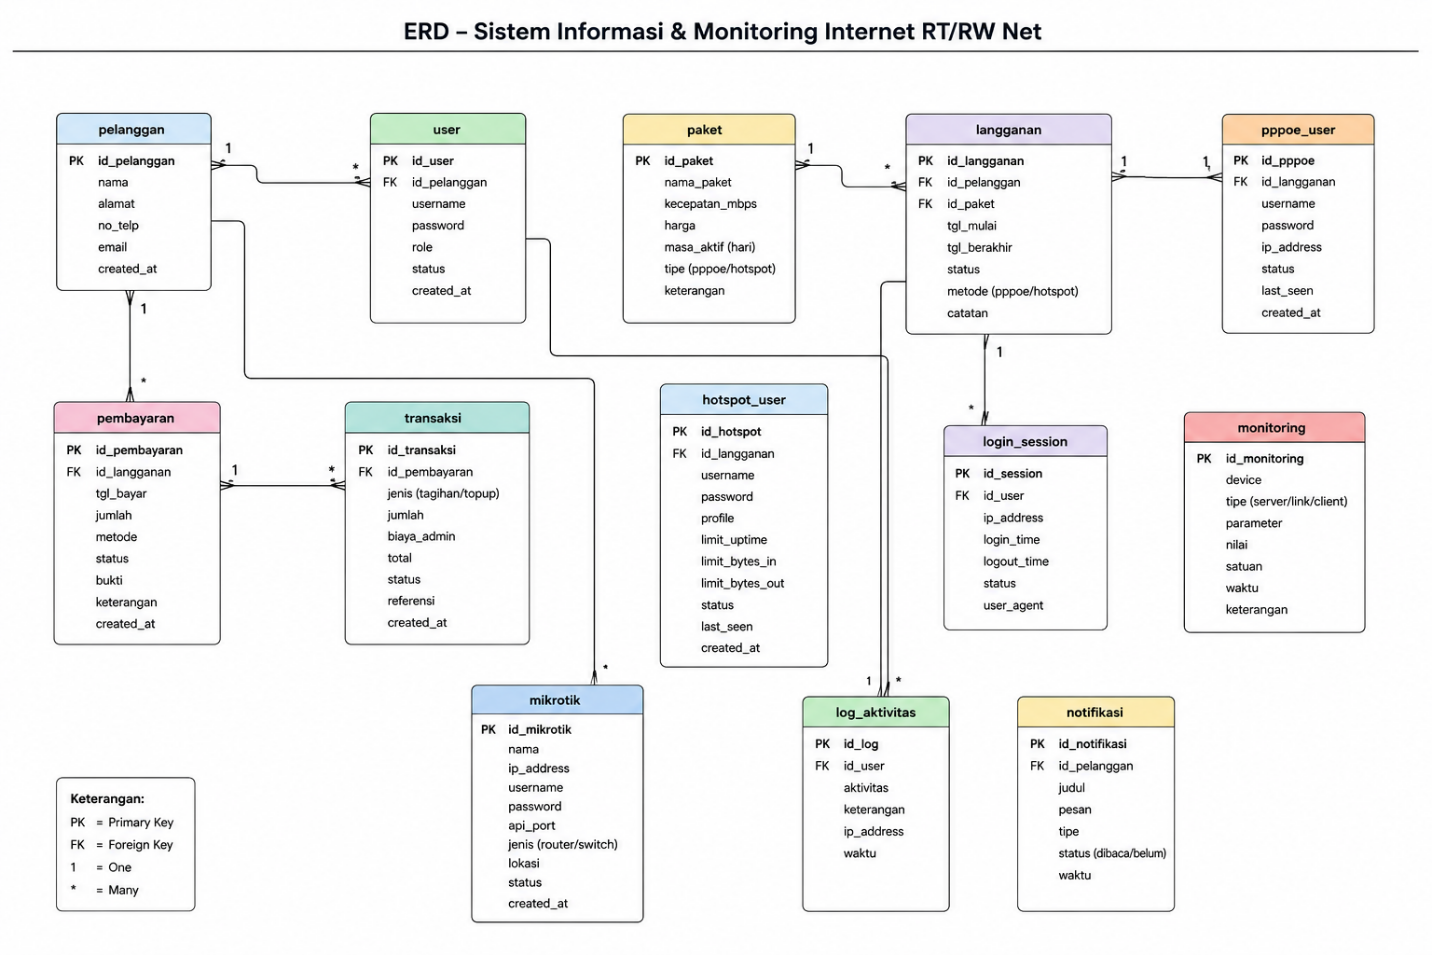 ERD – Sistem Informasi & Monitoring Internet RT/RW Net
pelanggan
PK id_pelanggan
nama
alamat
no_telp
email
created_at
1
*
1
*
user
PK id_user
FK id_pelanggan
username
password
role
status
created_at
paket
PK id_paket
nama_paket
kecepatan_mbps
harga
masa_aktif (hari)
tipe (pppoe/hotspot)
keterangan
1
*
langganan
PK id_langganan
FK id_pelanggan
FK id_paket
tgl_mulai
tgl_berakhir
status
metode (pppoe/hotspot)
catatan
1
1
1
*
pppoe_user
PK id_pppoe
FK id_langganan
username
password
ip_address
status
last_seen
created_at
pembayaran
PK id_pembayaran
FK id_langganan
tgl_bayar
jumlah
metode
status
bukti
keterangan
created_at
1
*
transaksi
PK id_transaksi
FK id_pembayaran
jenis (tagihan/topup)
jumlah
biaya_admin
total
status
referensi
created_at
hotspot_user
PK id_hotspot
FK id_langganan
username
password
profile
limit_uptime
limit_bytes_in
limit_bytes_out
status
last_seen
created_at
login_session
PK id_session
FK id_user
ip_address
login_time
logout_time
status
user_agent
monitoring
PK id_monitoring
device
tipe (server/link/client)
parameter
nilai
satuan
waktu
keterangan
*
mikrotik
PK id_mikrotik
nama
ip_address
username
password
api_port
jenis (router/switch)
lokasi
status
created_at
1
*
log_aktivitas
PK id_log
FK id_user
aktivitas
keterangan
ip_address
waktu
notifikasi
PK id_notifikasi
FK id_pelanggan
judul
pesan
tipe
status (dibaca/belum)
waktu
Keterangan:
PK = Primary Key
FK = Foreign Key
1 = One
* = Many